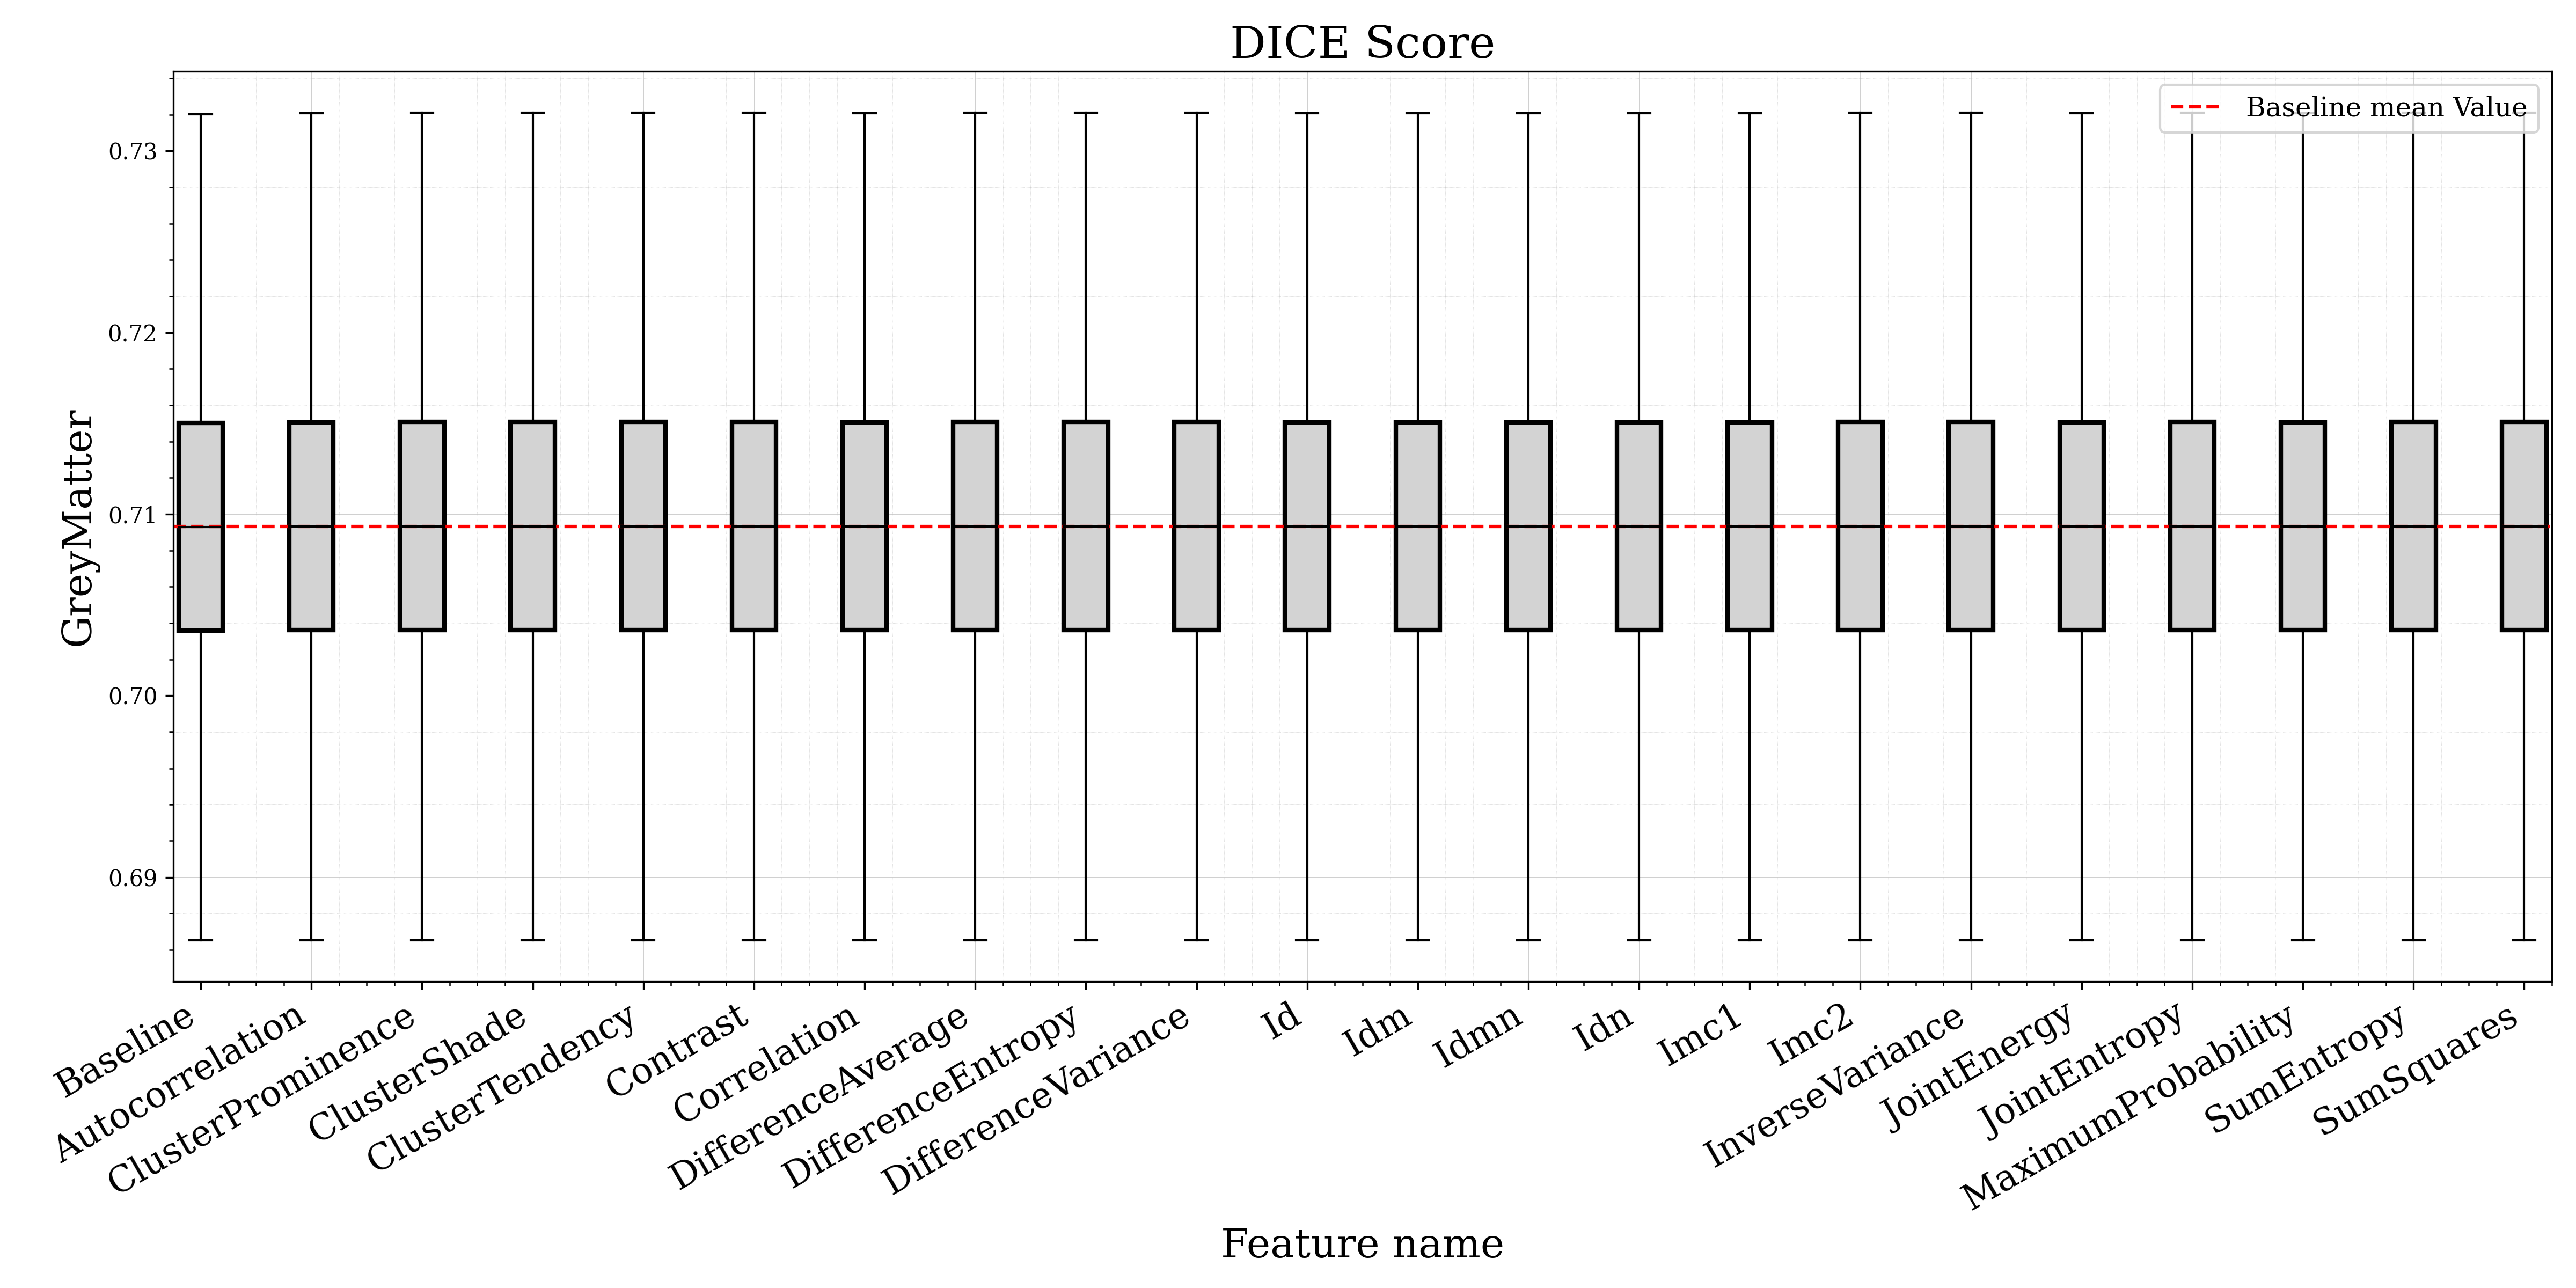 DICE Score
Baseline mean Value
GreyMatter
0.73
0.72
0.71
0.70
0.69
Baseline
Autocorrelation
ClusterProminence
ClusterShade
ClusterTendency
Contrast
Correlation
DifferenceAverage
DifferenceEntropy
DifferenceVariance
Id
Idm
Idmn
Idn
Imc1
Imc2
InverseVariance
JointEnergy
JointEntropy
MaximumProbability
SumEntropy
SumSquares
Feature name